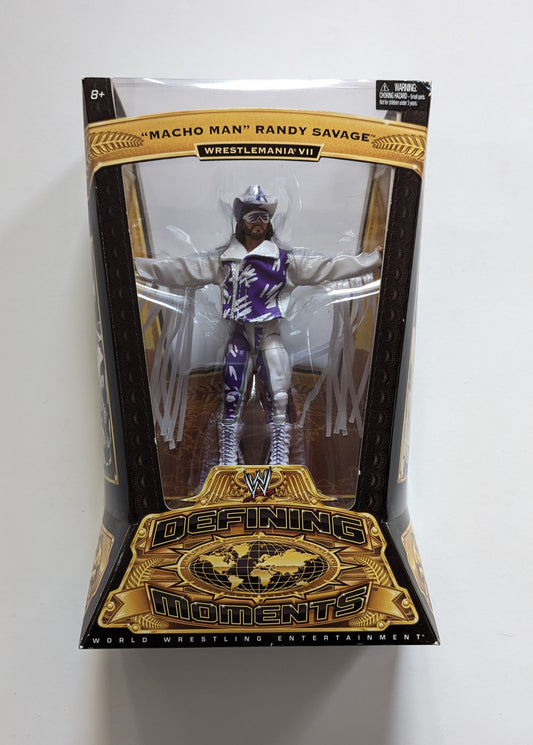 8+
WARNING:
CHOKING HAZARD - Small parts.
Not for children under 3 years.
"MACHO MAN" RANDY SAVAGE™
WRESTLEMANIA® VII
W
DEFINING
MOMENTS
WORLD WRESTLING ENTERTAINMENT®